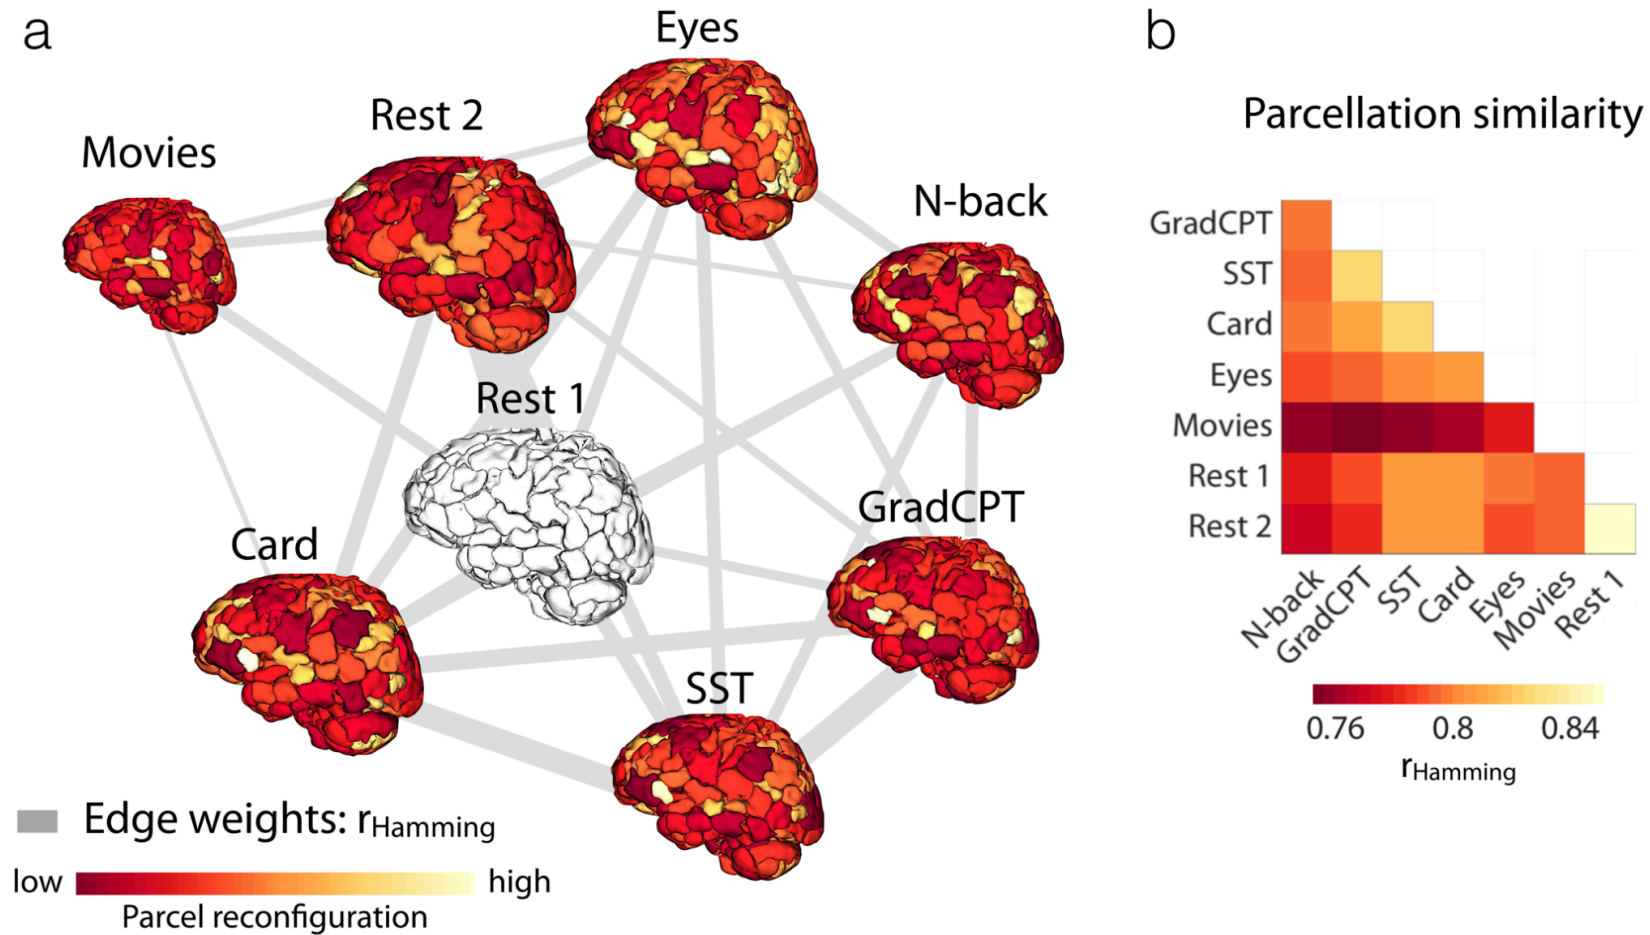 a
Eyes
Rest 2
Movies
N-back
Rest 1
GradCPT
Card
SST
Edge weights: rHamming
low high
Parcel reconfiguration
b
Parcellation similarity
GradCPT
SST
Card
Eyes
Movies
Rest 1
Rest 2
N-back GradCPT SST Card Eyes Movies Rest 1
0.76 0.8 0.84
rHamming